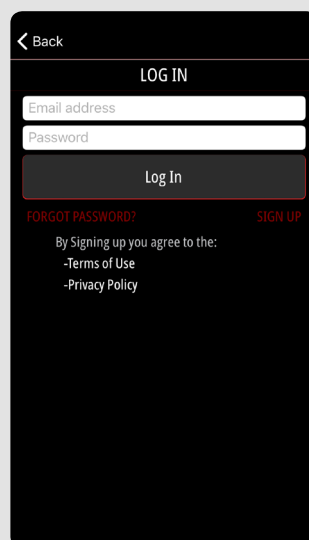 Back
LOG IN
Email address
Password
Log In
FORGOT PASSWORD? SIGN UP
By Signing up you agree to the:
-Terms of Use
-Privacy Policy